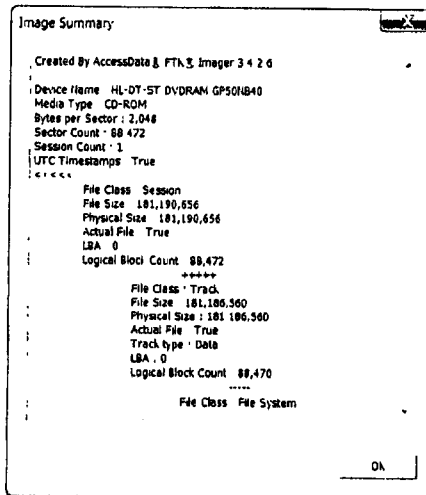 Image Summary
Created By AccessData® FTK® Imager 3 4 2 6
Device Name HL-DT-ST DVDRAM GP50NB40
Media Type CD-ROM
Bytes per Sector : 2,048
Sector Count · 88 472
Session Count · 1
UTC Timestamps True
<<<<<
File Class Session
File Size 181,190,656
Physical Size 181,190,656
Actual File True
LBA 0
Logical Block Count 88,472
+++++
File Class · Track
File Size 181,186,560
Physical Size : 181 186,560
Actual File True
Track type · Data
LBA . 0
Logical Block Count 88,470
-----
File Class File System
Ok